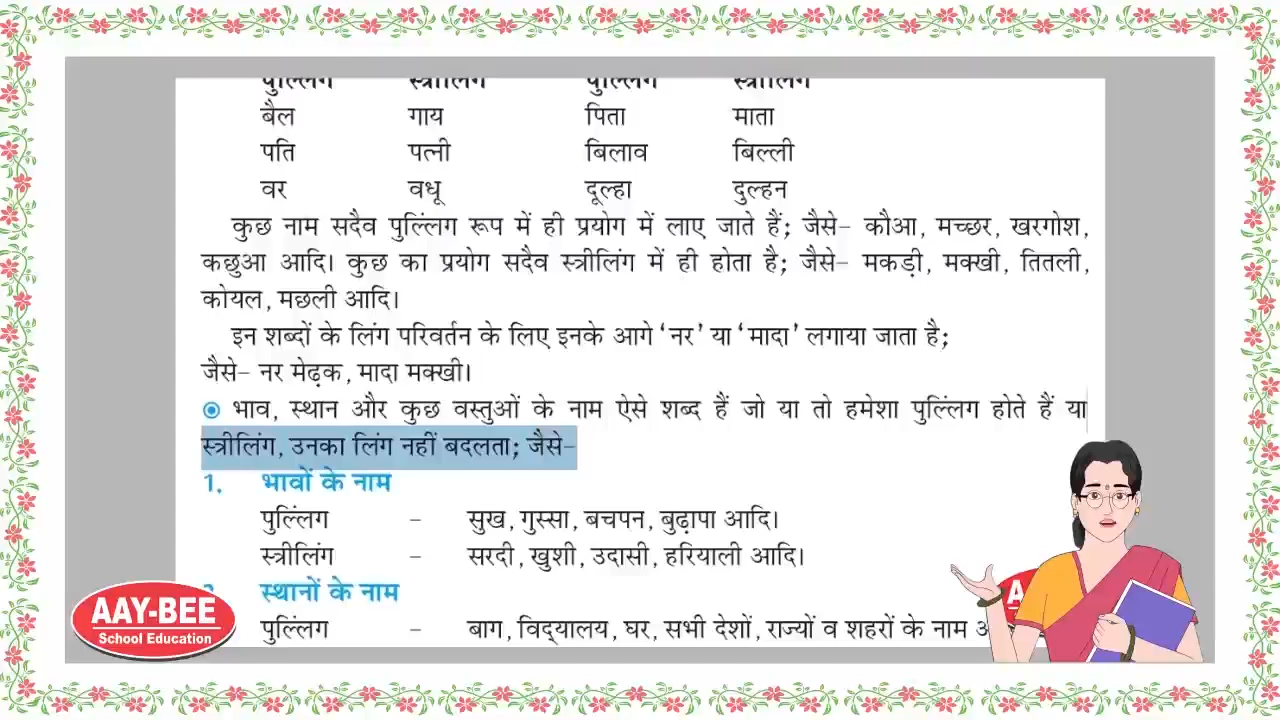 पुल्लिंग स्त्रीलिंग पुल्लिंग स्त्रीलिंग
बैल गाय पिता माता
पति पत्नी बिलाव बिल्ली
वर वधू दूल्हा दुल्हन
कुछ नाम सदैव पुल्लिंग रूप में ही प्रयोग में लाए जाते हैं; जैसे– कौआ, मच्छर, खरगोश,
कछुआ आदि। कुछ का प्रयोग सदैव स्त्रीलिंग में ही होता है; जैसे– मकड़ी, मक्खी, तितली,
कोयल, मछली आदि।
इन शब्दों के लिंग परिवर्तन के लिए इनके आगे ‘नर’ या ‘मादा’ लगाया जाता है;
जैसे– नर मेढ़क, मादा मक्खी।
भाव, स्थान और कुछ वस्तुओं के नाम ऐसे शब्द हैं जो या तो हमेशा पुल्लिंग होते हैं या
स्त्रीलिंग, उनका लिंग नहीं बदलता; जैसे–
1. भावों के नाम
पुल्लिंग – सुख, गुस्सा, बचपन, बुढ़ापा आदि।
स्त्रीलिंग – सरदी, खुशी, उदासी, हरियाली आदि।
स्थानों के नाम
पुल्लिंग – बाग, विद्यालय, घर, सभी देशों, राज्यों व शहरों के नाम
AAY-BEE
School Education